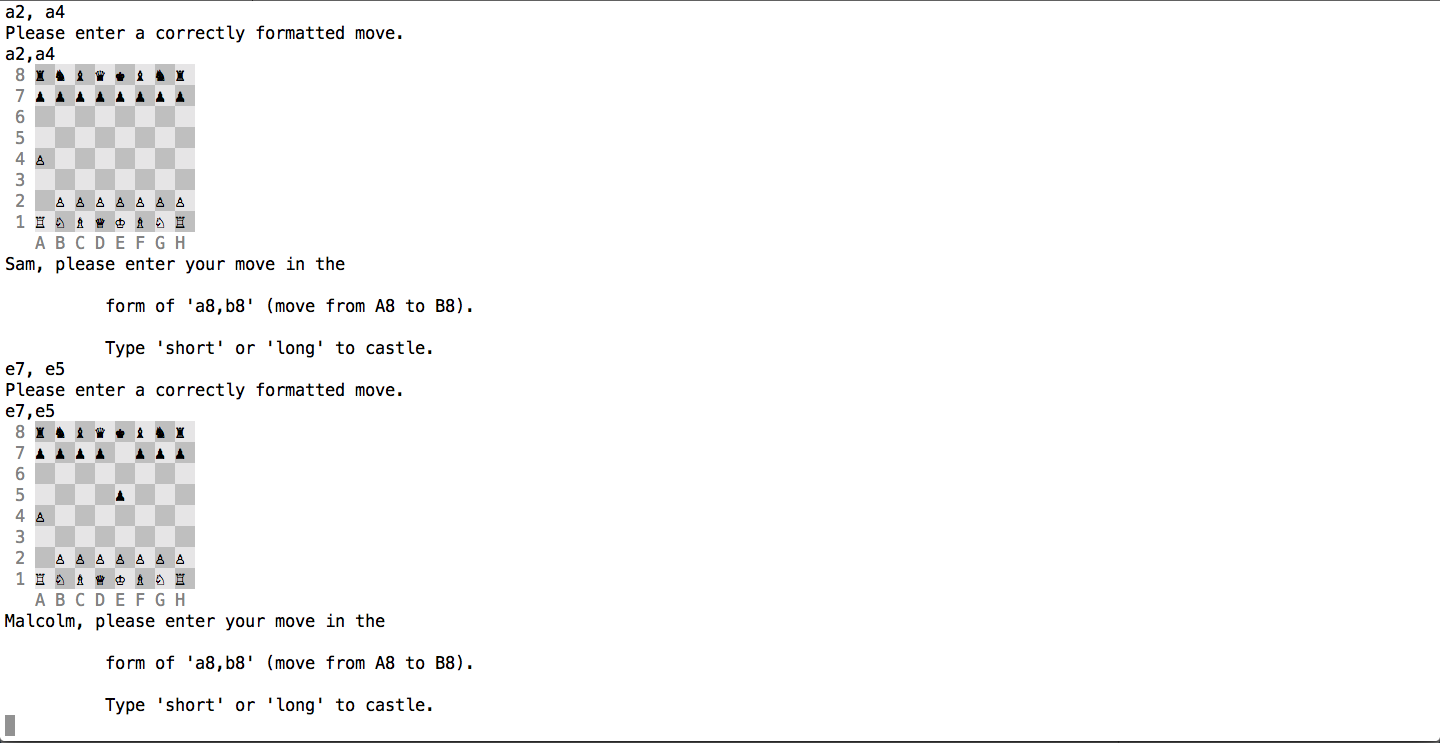 a2, a4
Please enter a correctly formatted move.
a2,a4
8 ♜ ♞ ♝ ♛ ♚ ♝ ♞ ♜
7 ♟ ♟ ♟ ♟ ♟ ♟ ♟ ♟
6
5
4 ♙
3
2 ♙ ♙ ♙ ♙ ♙ ♙ ♙
1 ♖ ♘ ♗ ♕ ♔ ♗ ♘ ♖
A B C D E F G H
Sam, please enter your move in the
form of 'a8,b8' (move from A8 to B8).
Type 'short' or 'long' to castle.
e7, e5
Please enter a correctly formatted move.
e7,e5
8 ♜ ♞ ♝ ♛ ♚ ♝ ♞ ♜
7 ♟ ♟ ♟ ♟ ♟ ♟ ♟
6
5 ♟
4 ♙
3
2 ♙ ♙ ♙ ♙ ♙ ♙ ♙
1 ♖ ♘ ♗ ♕ ♔ ♗ ♘ ♖
A B C D E F G H
Malcolm, please enter your move in the
form of 'a8,b8' (move from A8 to B8).
Type 'short' or 'long' to castle.